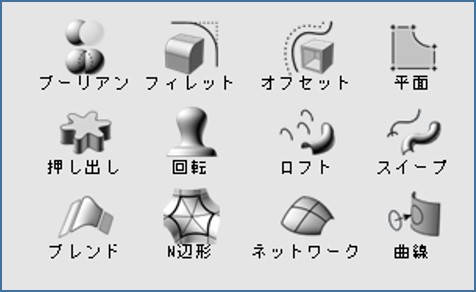 ブーリアン フィレット オフセット 平面
押し出し 回転 ロフト スイープ
ブレンド N辺形 ネットワーク 曲線